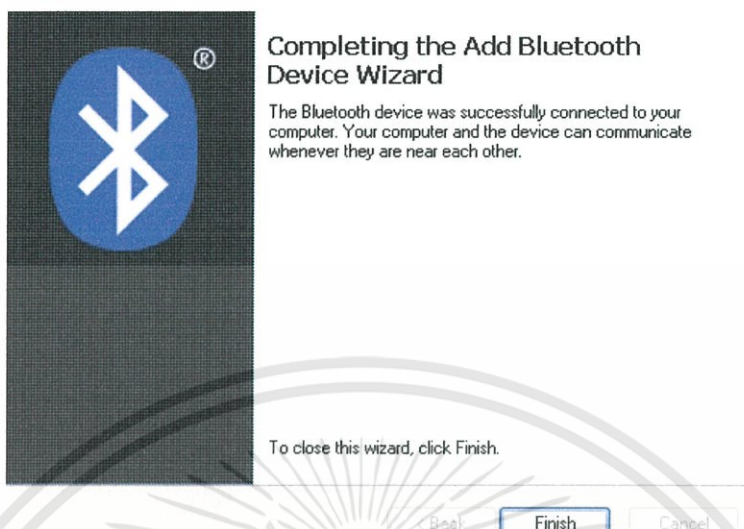 ®
Completing the Add Bluetooth
Device Wizard
The Bluetooth device was successfully connected to your
computer. Your computer and the device can communicate
whenever they are near each other.
To close this wizard, click Finish.
< Back Finish Cancel